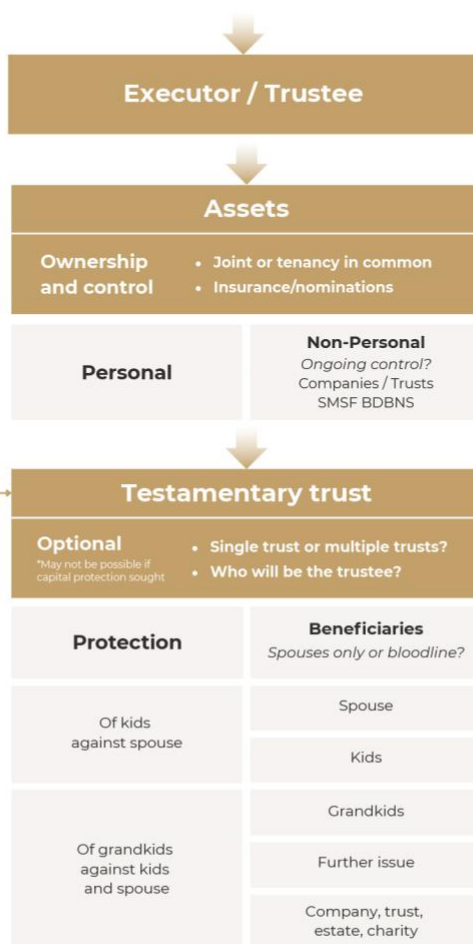 Executor / Trustee
Assets
Ownership
and control
• Joint or tenancy in common
• Insurance/nominations
Personal
Non-Personal
Ongoing control?
Companies / Trusts
SMSF BDBNS
Testamentary trust
Optional
*May not be possible if
capital protection sought
• Single trust or multiple trusts?
• Who will be the trustee?
Protection
Beneficiaries
Spouses only or bloodline?
Of kids
against spouse
Spouse
Kids
Of grandkids
against kids
and spouse
Grandkids
Further issue
Company, trust,
estate, charity